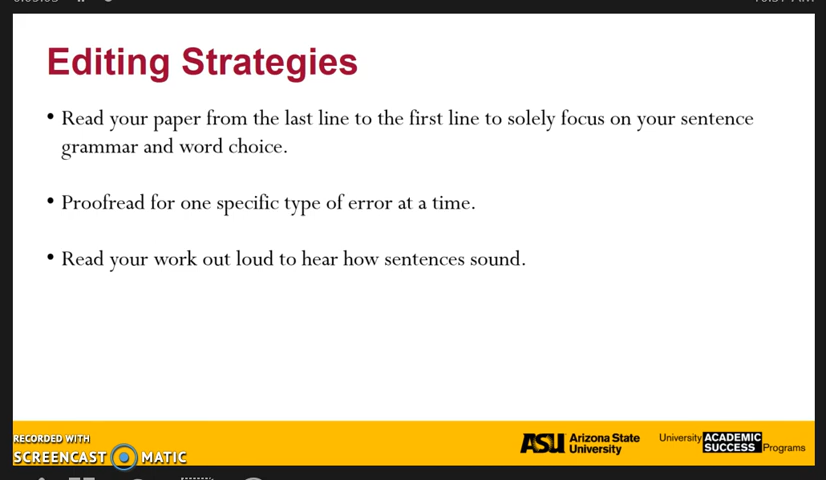 Editing Strategies
• Read your paper from the last line to the first line to solely focus on your sentence
grammar and word choice.
• Proofread for one specific type of error at a time.
• Read your work out loud to hear how sentences sound.
RECORDED WITH
SCREENCAST MATIC
ASU Arizona State
University
University ACADEMIC
SUCCESS Programs